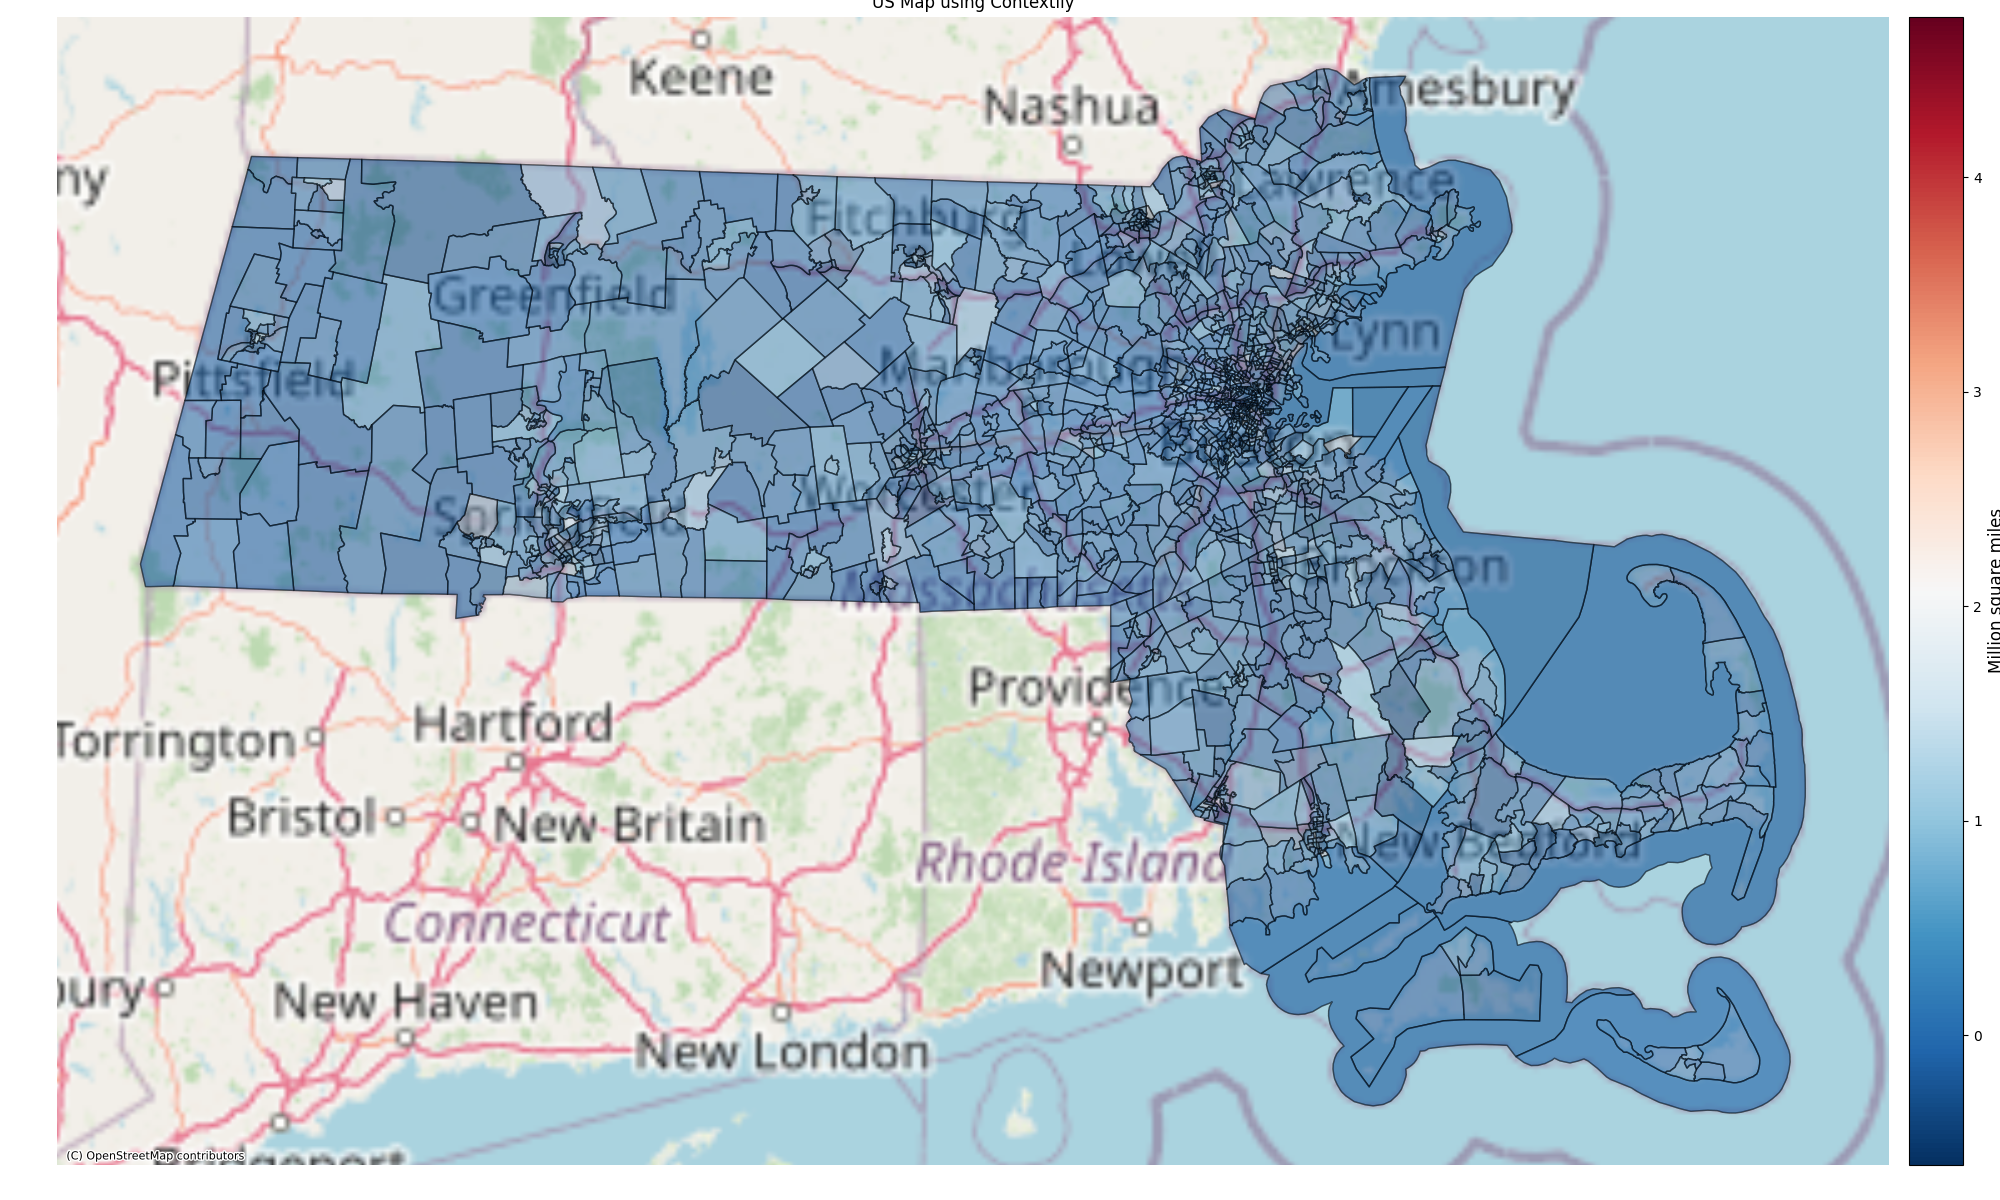 US Map using Contextily
Keene
Amesbury
Nashua
ny
Lawrence
Fitchburg
Lowell
Greenfield
Lynn
Pittsfield
Marlborough
Boston
Worcester
Springfield
Brockton
Massachusetts
Providence
Hartford
Torrington
Bristol
New Britain
New Bedford
Rhode Island
Connecticut
Newport
bury
New Haven
New London
Bridgeport
(C) OpenStreetMap contributors
4
3
2
1
0
Million square miles